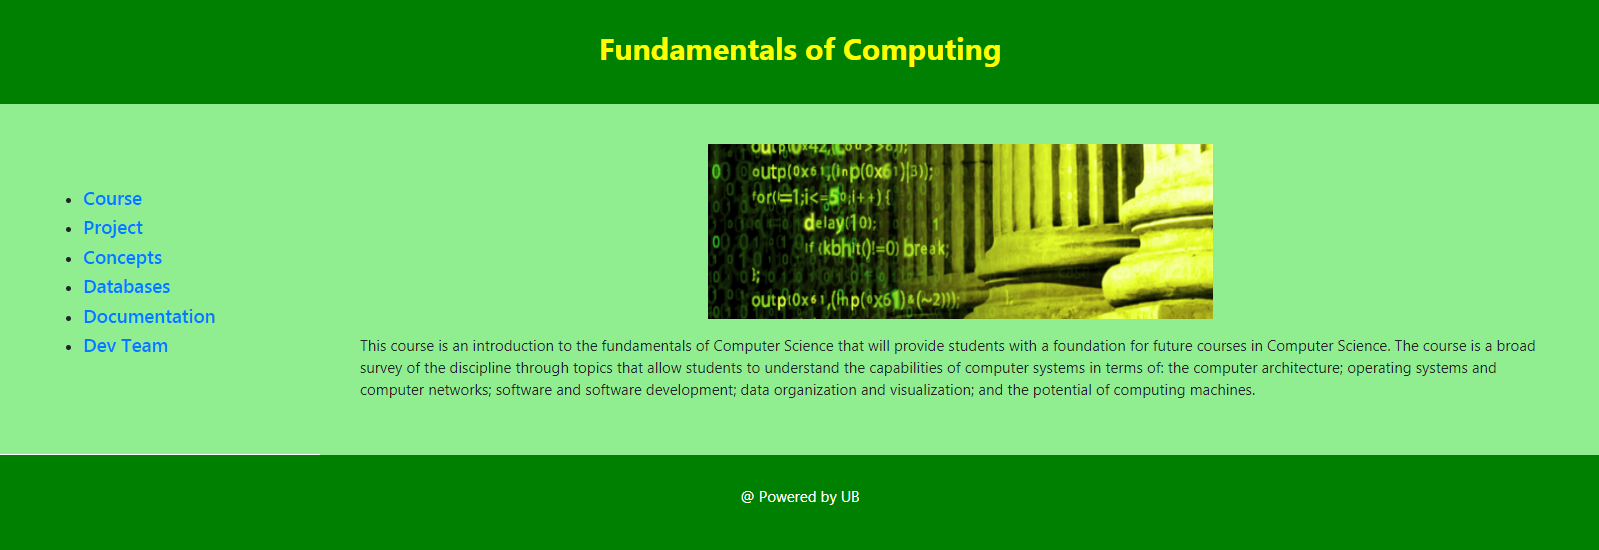 Fundamentals of Computing
Course
Project
Concepts
Databases
Documentation
Dev Team
outp(0x61,(inp(0x61)|3));
for(i=1;i<=50;i++) {
delay(10);
if (kbhit()!=0) break;
};
outp(0x61,(inp(0x61)&(~2)));
This course is an introduction to the fundamentals of Computer Science that will provide students with a foundation for future courses in Computer Science. The course is a broad
survey of the discipline through topics that allow students to understand the capabilities of computer systems in terms of: the computer architecture; operating systems and
computer networks; software and software development; data organization and visualization; and the potential of computing machines.
@ Powered by UB